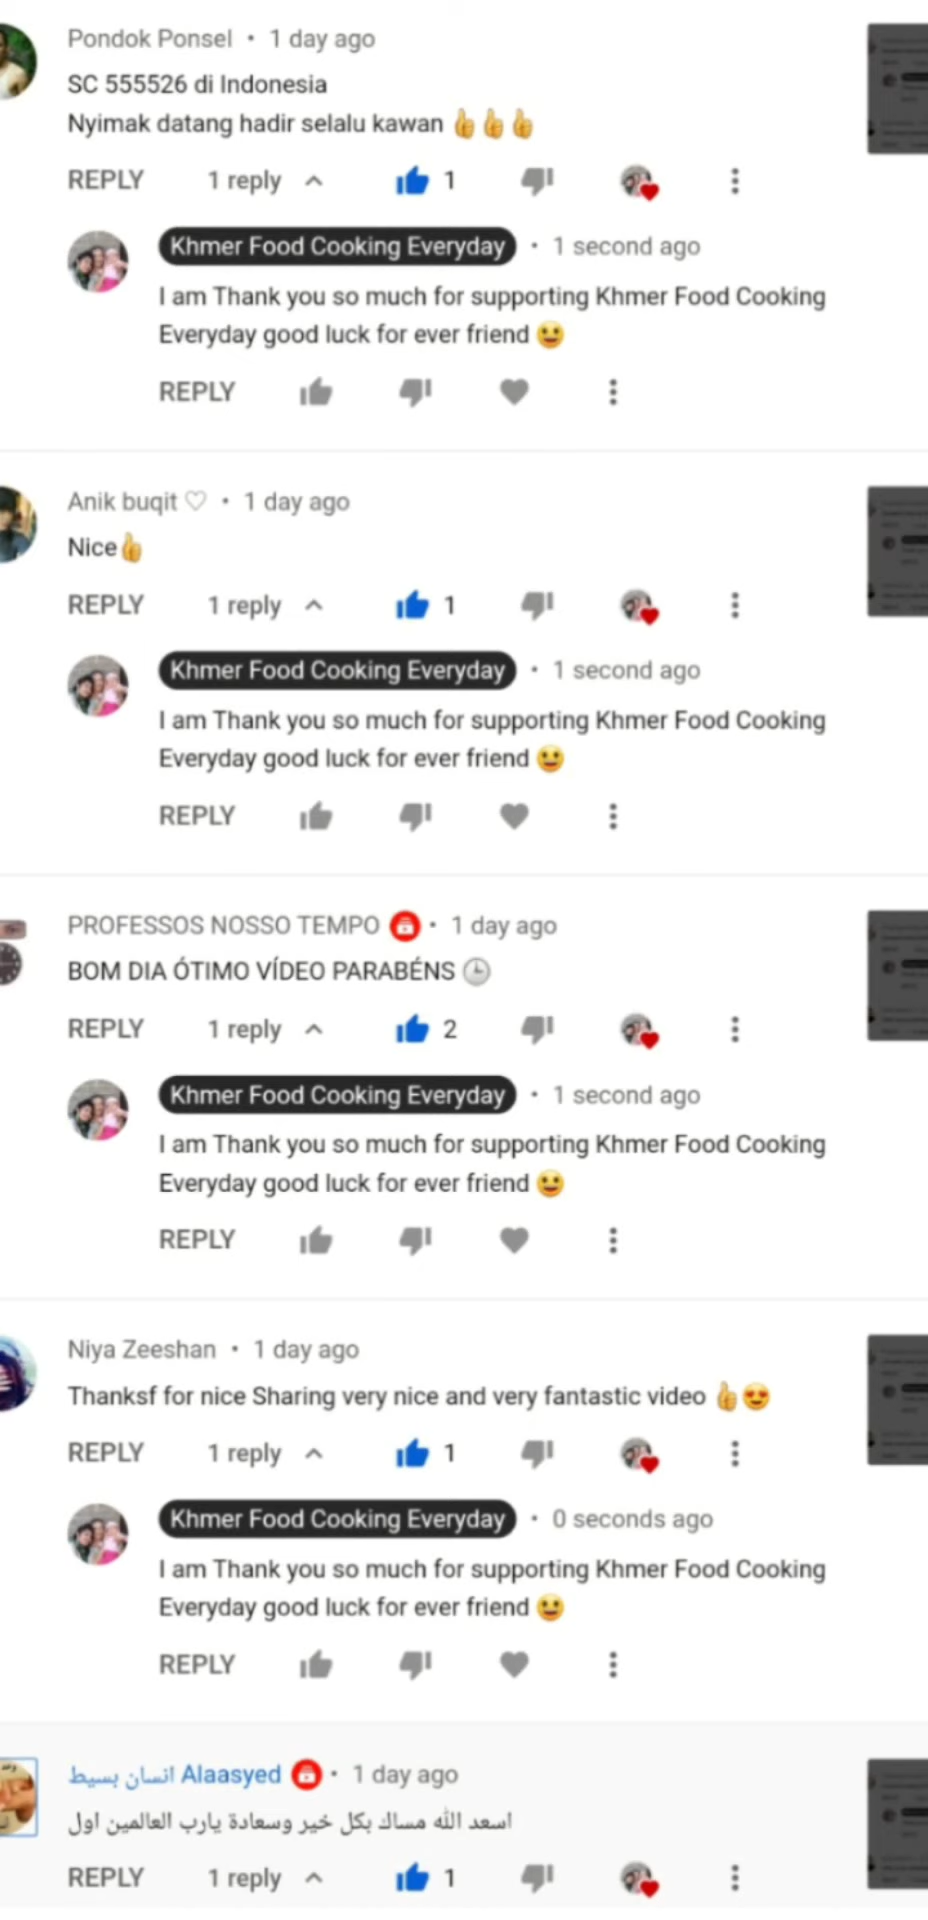 Pondok Ponsel • 1 day ago
SC 555526 di Indonesia
Nyimak datang hadir selalu kawan 👍👍👍
REPLY 1 reply 1
Khmer Food Cooking Everyday • 1 second ago
I am Thank you so much for supporting Khmer Food Cooking
Everyday good luck for ever friend 😀
REPLY
Anik buqit ♡ • 1 day ago
Nice👍
REPLY 1 reply 1
Khmer Food Cooking Everyday • 1 second ago
I am Thank you so much for supporting Khmer Food Cooking
Everyday good luck for ever friend 😀
REPLY
PROFESSOS NOSSO TEMPO • 1 day ago
BOM DIA ÓTIMO VÍDEO PARABÉNS 🕒
REPLY 1 reply 2
Khmer Food Cooking Everyday • 1 second ago
I am Thank you so much for supporting Khmer Food Cooking
Everyday good luck for ever friend 😀
REPLY
Niya Zeeshan • 1 day ago
Thanksf for nice Sharing very nice and very fantastic video 👍😍
REPLY 1 reply 1
Khmer Food Cooking Everyday • 0 seconds ago
I am Thank you so much for supporting Khmer Food Cooking
Everyday good luck for ever friend 😀
REPLY
انسان بسيط Alaasyed • 1 day ago
اسعد الله مساك بكل خير وسعادة يارب العالمين اول
REPLY 1 reply 1